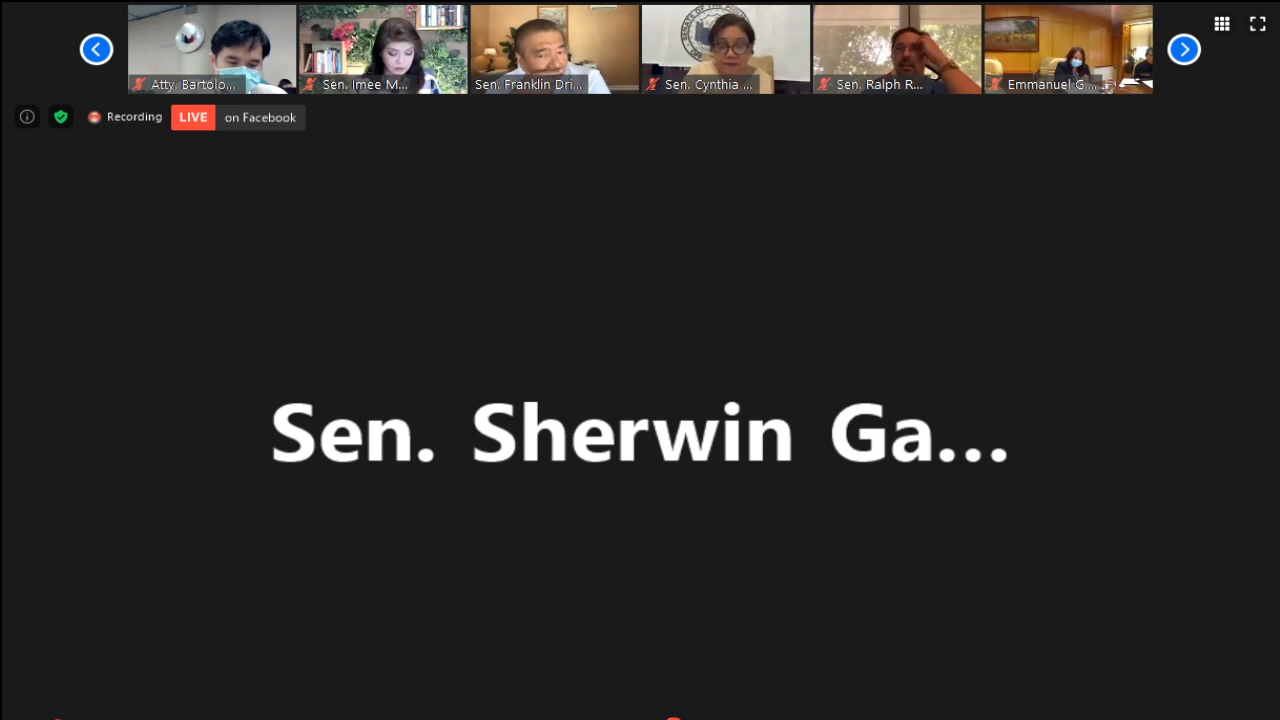 Atty. Bartolo...
Sen. Imee M...
Sen. Franklin Dri...
Sen. Cynthia ...
Sen. Ralph R...
Emmanuel G....
Recording
LIVE on Facebook
Sen. Sherwin Ga...